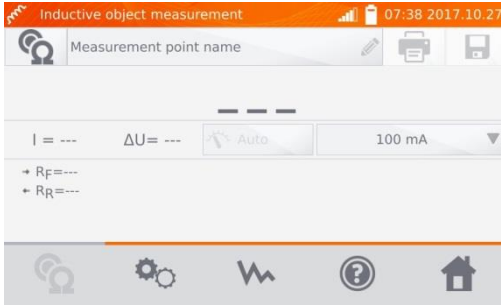 Inductive object measurement 07:38 2017.10.27
Measurement point name
---
I = --- ΔU= --- Auto 100 mA
→ RF=---
← RR=---